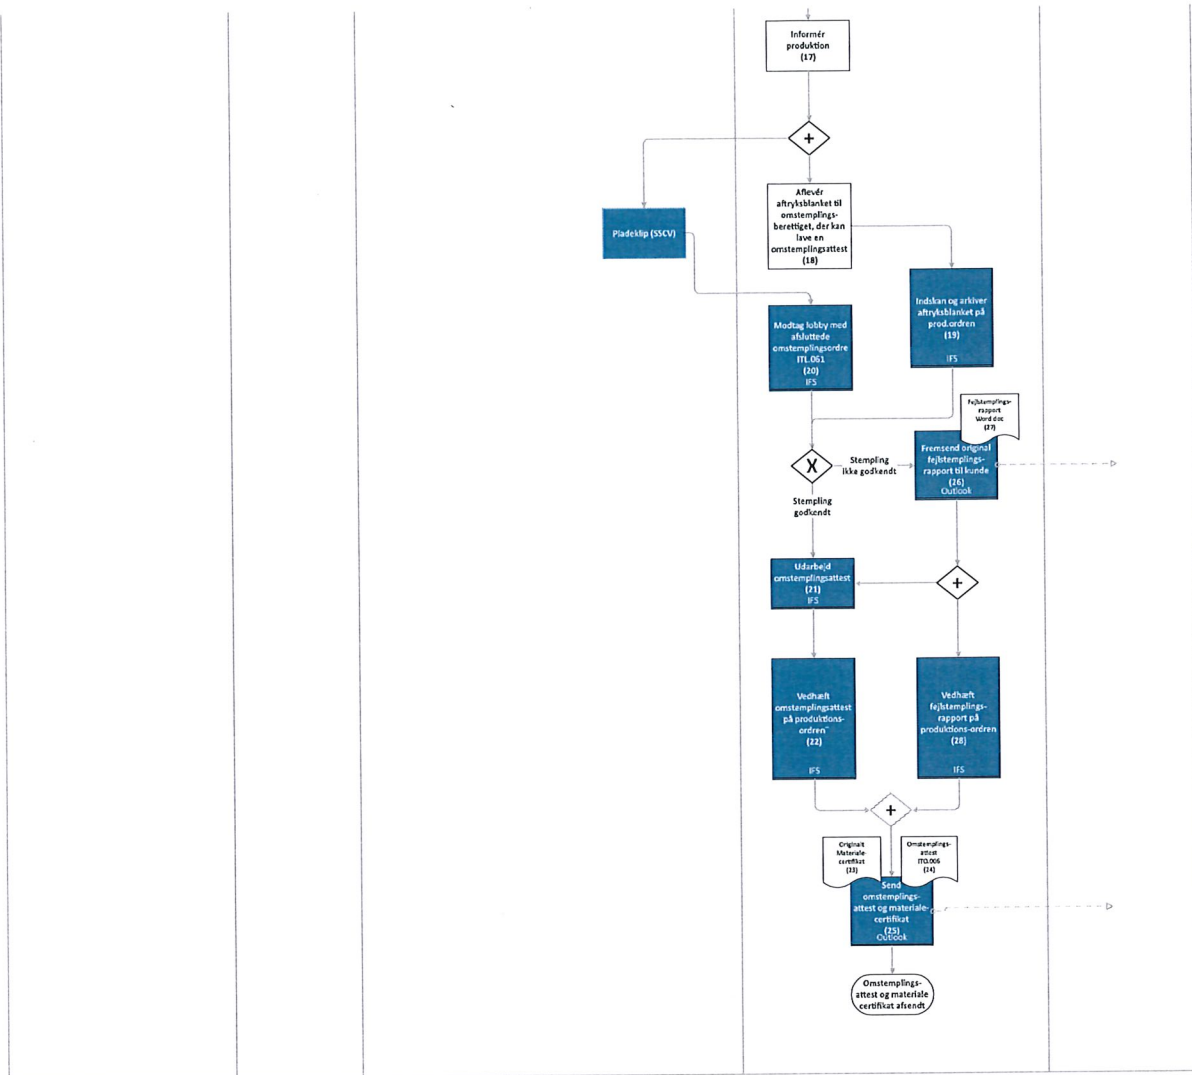 Informér
produktion
(17)
+
Aflevér
aftryksblanket til
omstemplings-
berettiget, der kan
lave en
omstemplingsattest
(18)
Pladeklip (SSCV)
Indskan og arkiver
aftryksblanket på
prod.ordren
(19)
IFS
Modtag lobby med
afsluttede
omstemplingsordre
ITL.061
(20)
IFS
Fejlstemplings-
rapport
Word doc
(27)
X
Stempling
ikke godkendt
Fremsend original
fejlstemplings-
rapport til kunde
(26)
Outlook
Stempling
godkendt
Udarbejd
omstemplingsattest
(21)
IFS
+
Vedhæft
omstemplingsattest
på produktions-
ordren¨
(22)
IFS
Vedhæft
fejlstemplings-
rapport på
produktions-ordren
(28)
IFS
+
Originalt
Materiale-
certifikat
(23)
Omstemplings-
attest
ITO.006
(24)
Send
omstemplings-
attest og materiale-
certifikat
(25)
Outlook
Omstemplings-
attest og materiale
certifikat afsendt